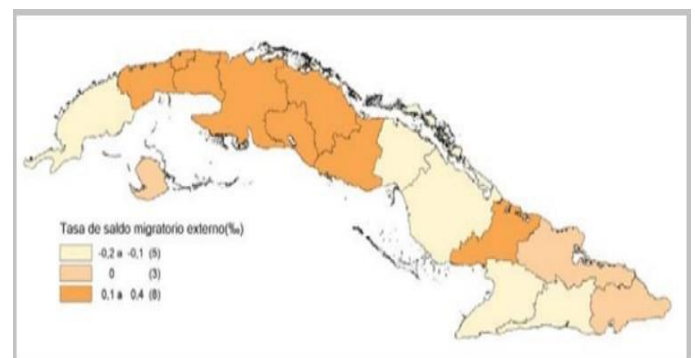 Tasa de saldo migratorio externo(‰)
-0,2 a -0,1 (5)
0 (3)
0,1 a 0,4 (8)